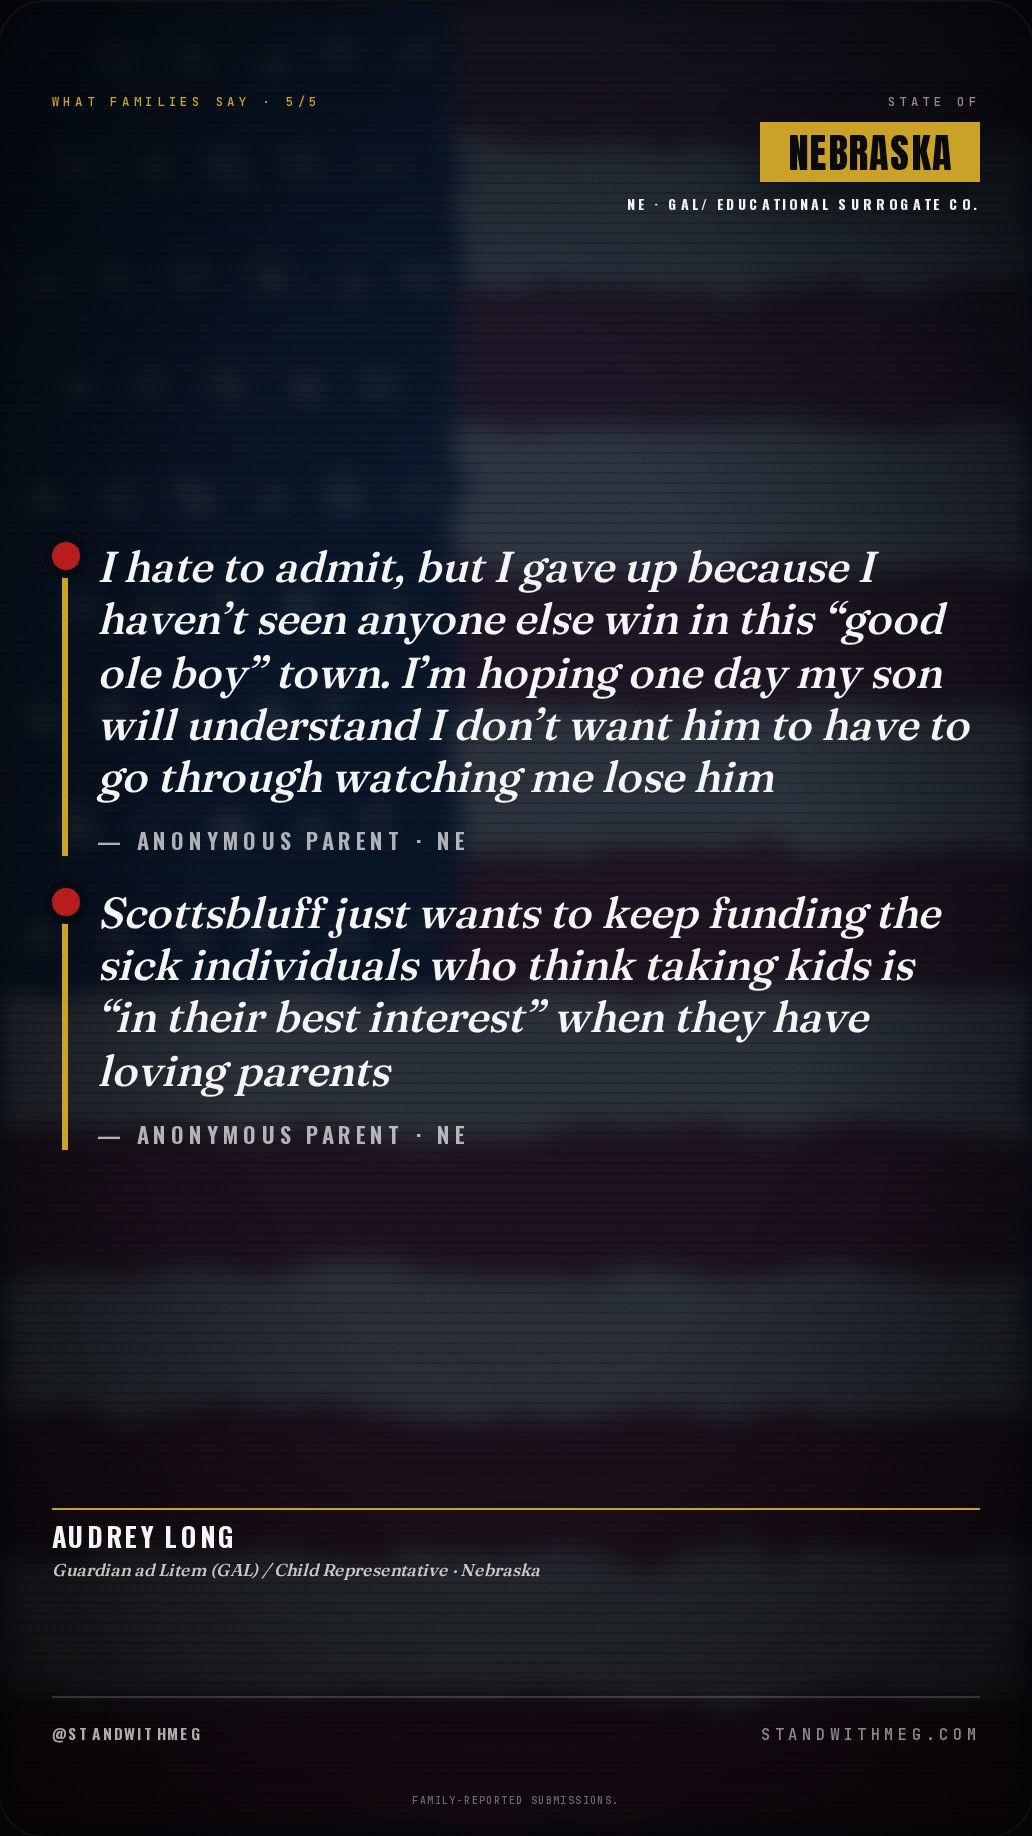 WHAT FAMILIES SAY · 5/5
STATE OF
NEBRASKA
NE · GAL/ EDUCATIONAL SURROGATE CO.
I hate to admit, but I gave up because I
haven’t seen anyone else win in this “good
ole boy” town. I’m hoping one day my son
will understand I don’t want him to have to
go through watching me lose him
— ANONYMOUS PARENT · NE
Scottsbluff just wants to keep funding the
sick individuals who think taking kids is
“in their best interest” when they have
loving parents
— ANONYMOUS PARENT · NE
AUDREY LONG
Guardian ad Litem (GAL) / Child Representative · Nebraska
@STANDWITHMEG
STANDWITHMEG.COM
FAMILY-REPORTED SUBMISSIONS.